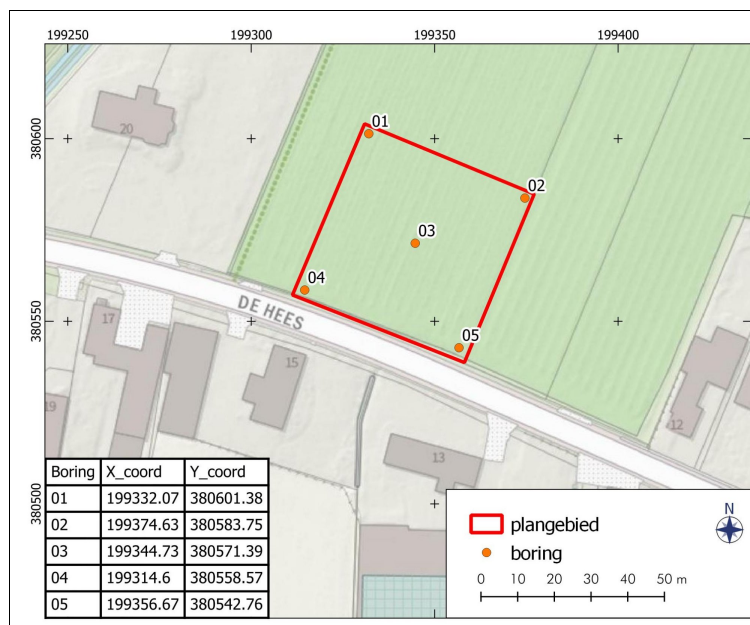 199250 199300 199350 199400
380600
380550
380500
20
01
02
03
04
05
DE HEES
17
15
19
13
12
Boring X_coord Y_coord
01 199332.07 380601.38
02 199374.63 380583.75
03 199344.73 380571.39
04 199314.6 380558.57
05 199356.67 380542.76
plangebied
boring
N
0 10 20 30 40 50 m